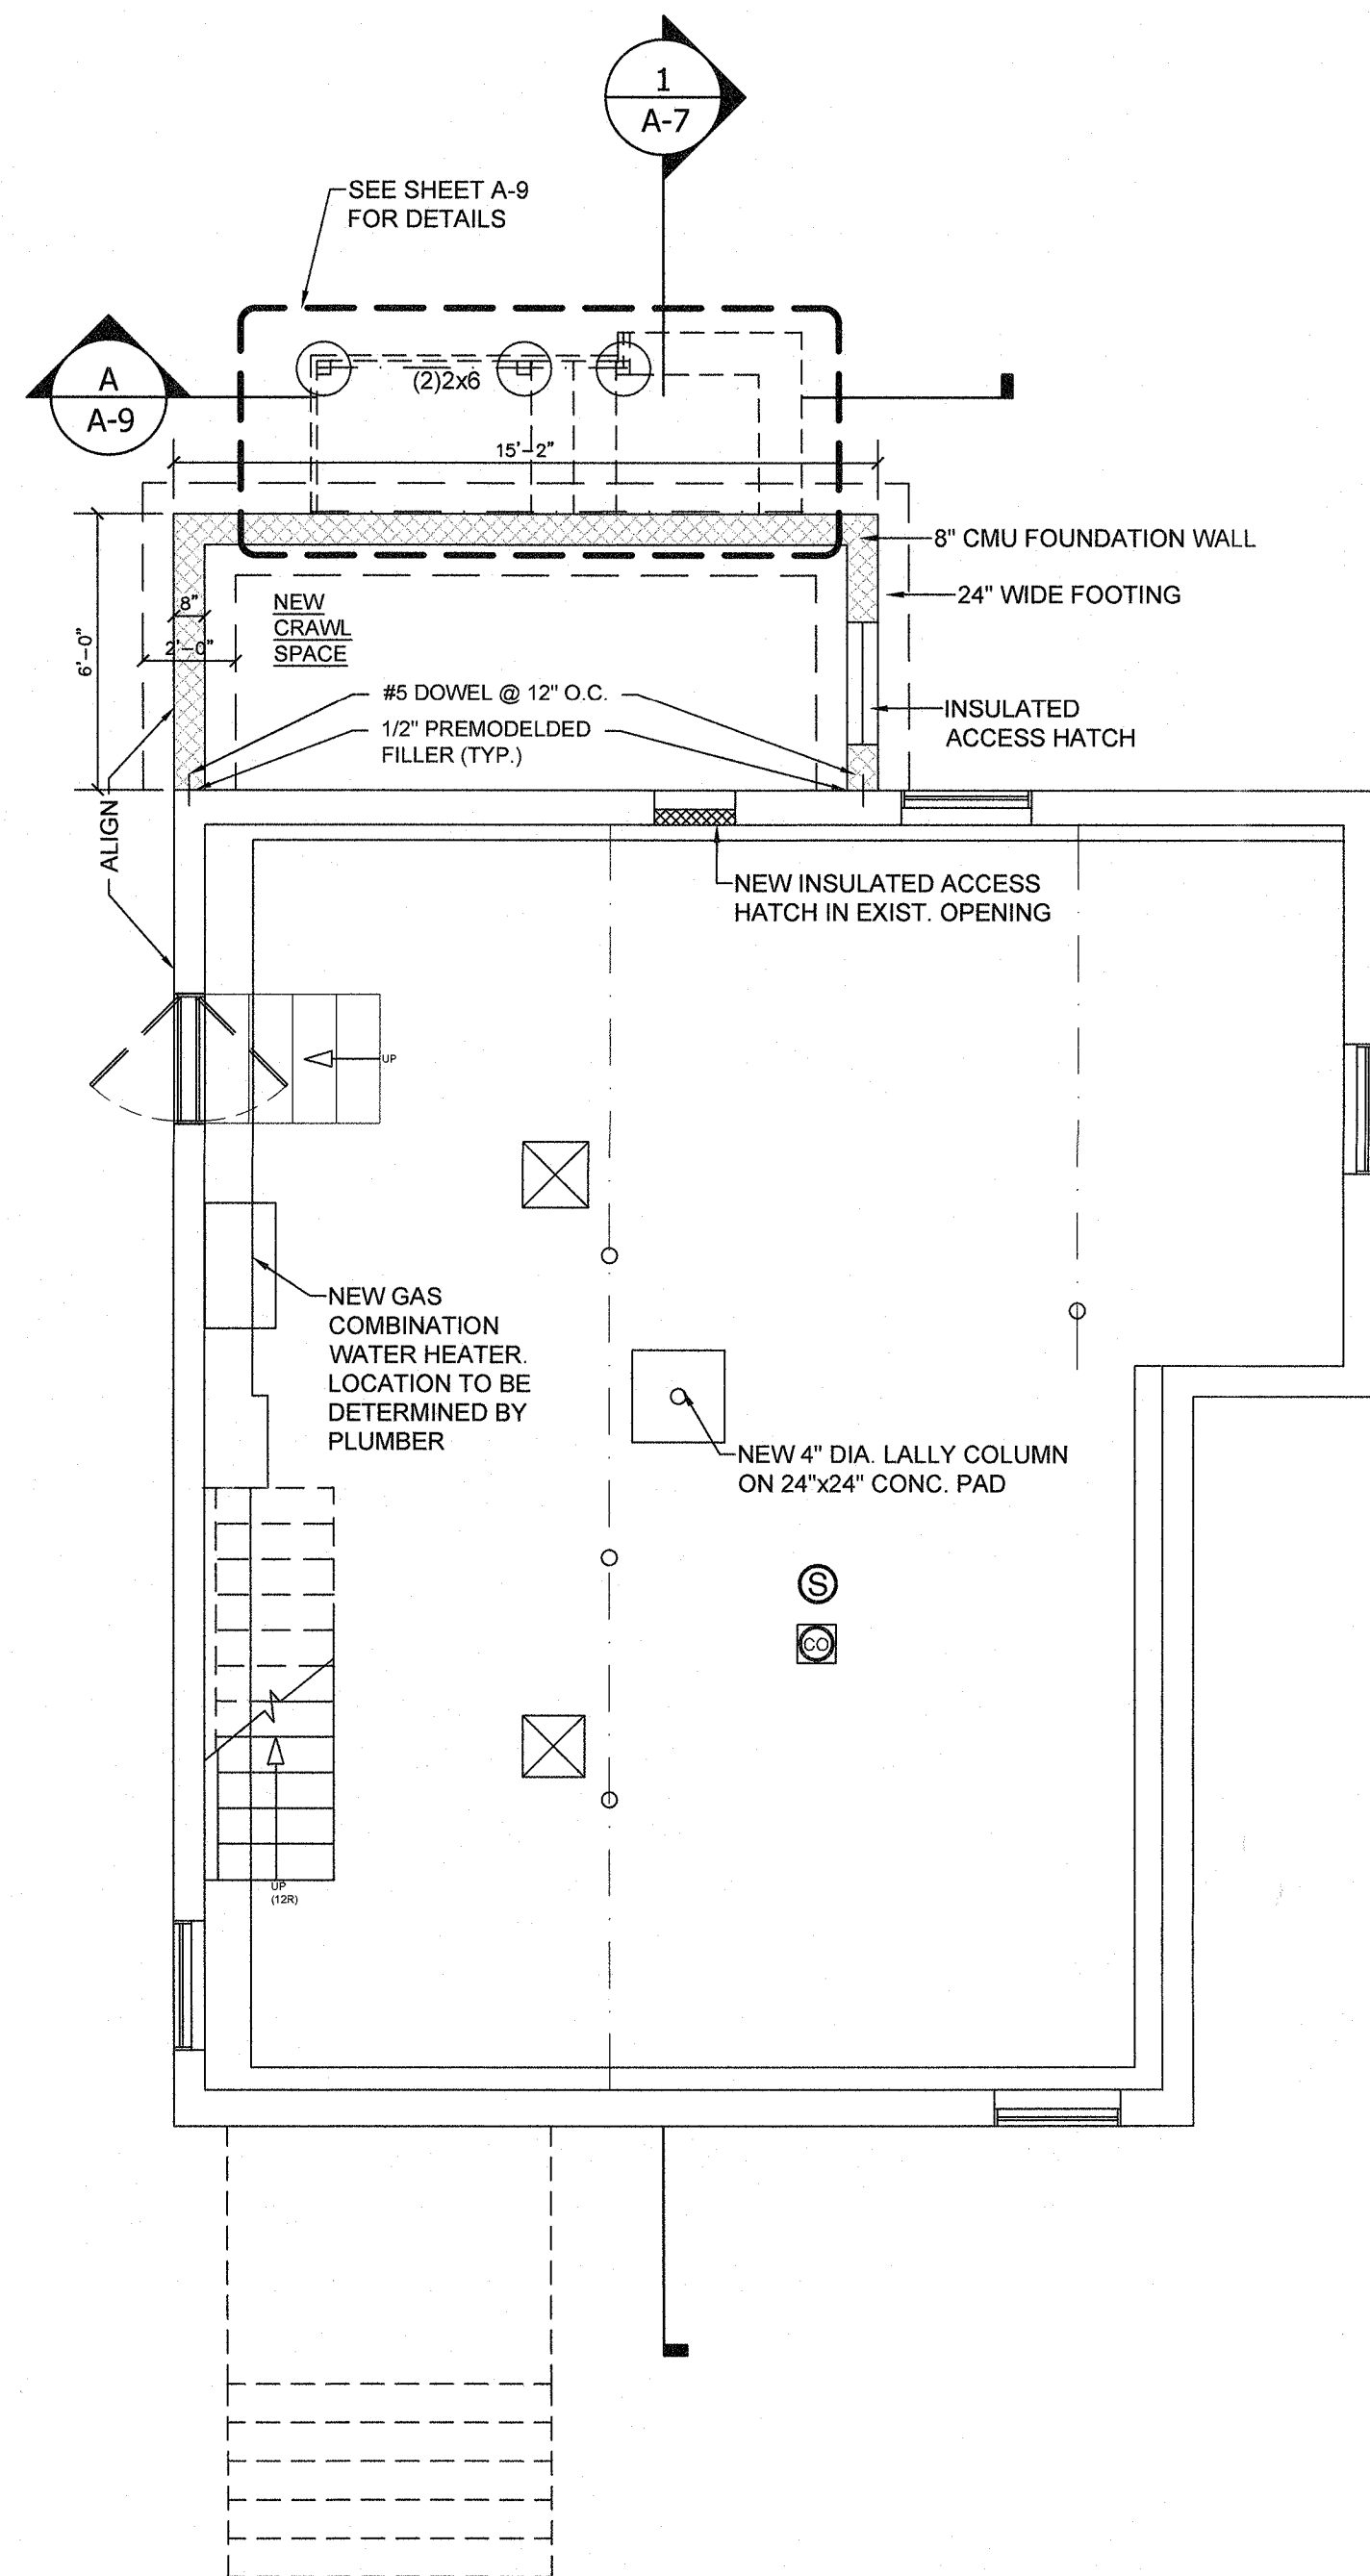 1
A-7
SEE SHEET A-9
FOR DETAILS
A
A-9
(2)2x6
15'-2"
8" CMU FOUNDATION WALL
24" WIDE FOOTING
8"
NEW
CRAWL
SPACE
2'-0"
6'-0"
#5 DOWEL @ 12" O.C.
1/2" PREMODELDED
FILLER (TYP.)
INSULATED
ACCESS HATCH
ALIGN
NEW INSULATED ACCESS
HATCH IN EXIST. OPENING
UP
NEW GAS
COMBINATION
WATER HEATER.
LOCATION TO BE
DETERMINED BY
PLUMBER
NEW 4" DIA. LALLY COLUMN
ON 24"x24" CONC. PAD
S
CO
UP
(12R)